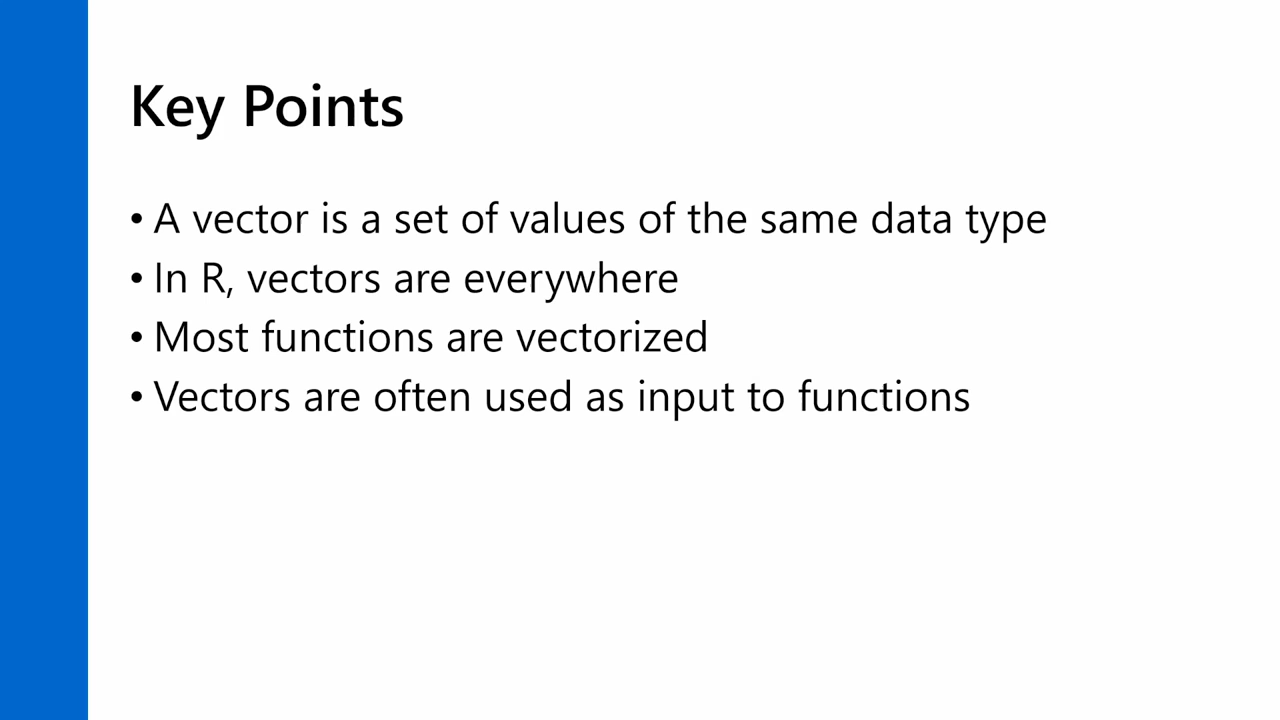 Key Points
• A vector is a set of values of the same data type
• In R, vectors are everywhere
• Most functions are vectorized
• Vectors are often used as input to functions